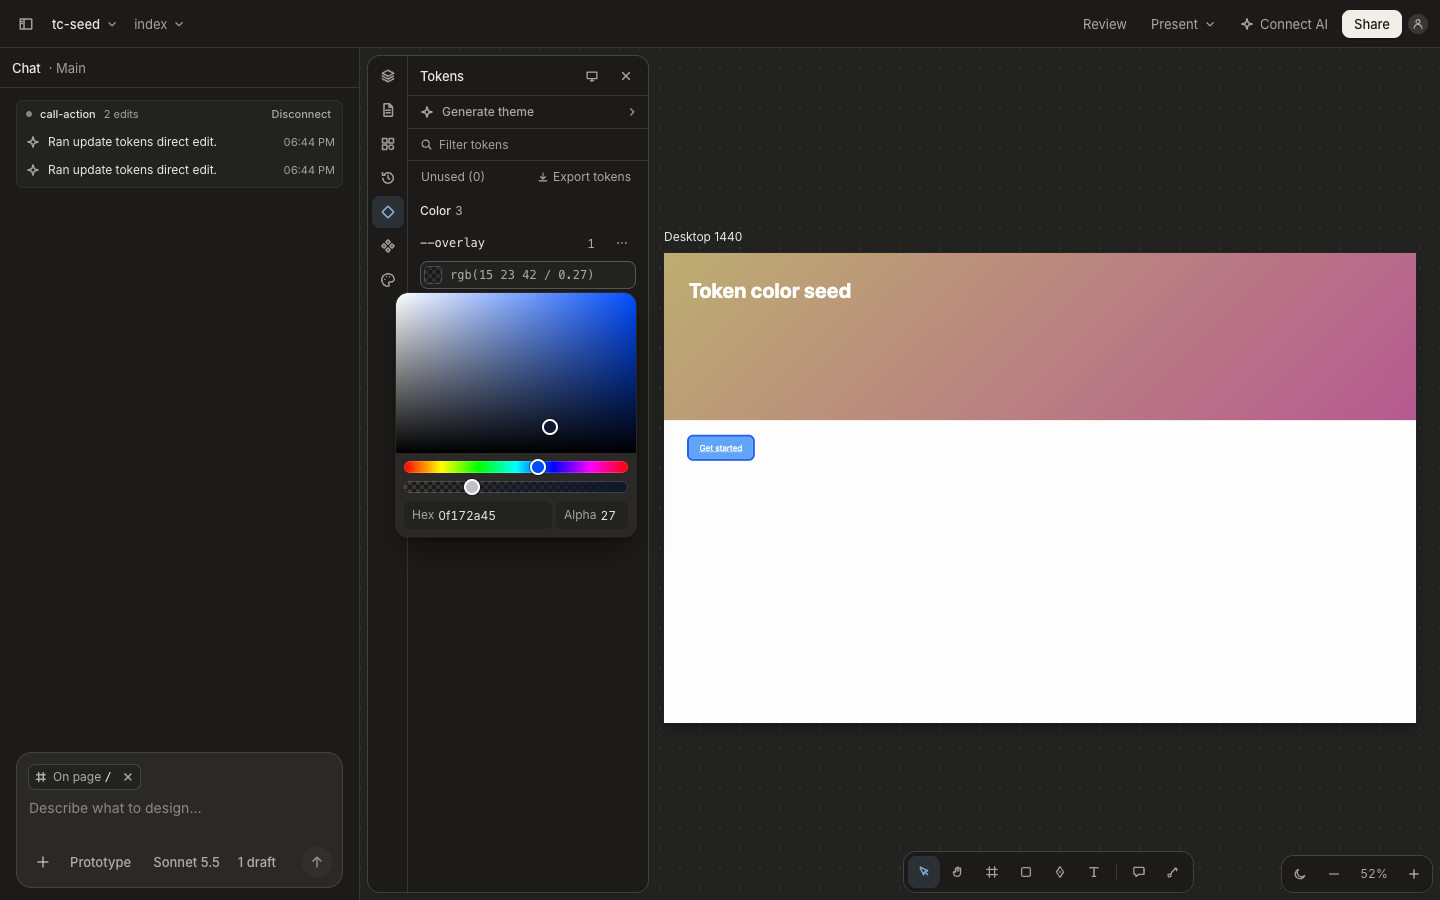 tc-seed
index
Review
Present
Connect AI
Share
Chat · Main
call-action 2 edits Disconnect
Ran update tokens direct edit. 06:44 PM
Ran update tokens direct edit. 06:44 PM
On page /
Describe what to design...
Prototype Sonnet 5.5 1 draft
Tokens
Generate theme
Filter tokens
Unused (0) Export tokens
Color 3
--overlay 1
rgb(15 23 42 / 0.27)
Hex 0f172a45 Alpha 27
Desktop 1440
Token color seed
Get started
52%